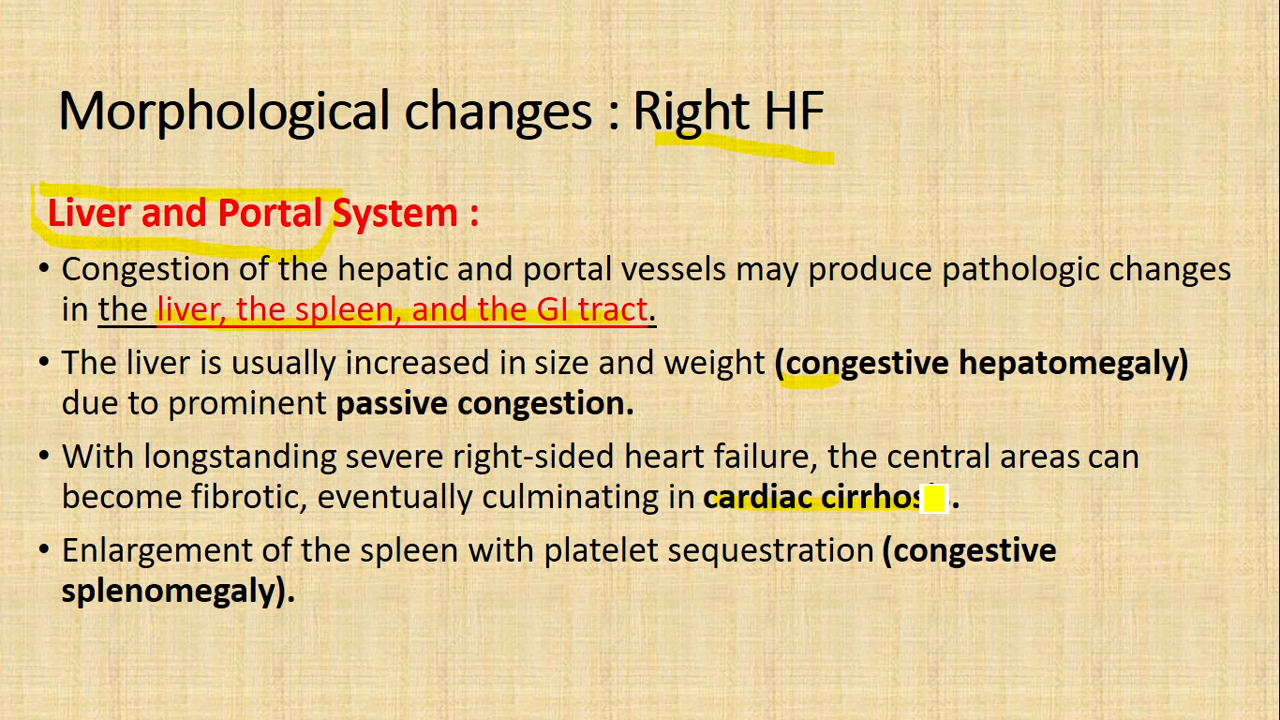 Morphological changes : Right HF
Liver and Portal System :
• Congestion of the hepatic and portal vessels may produce pathologic changes
in the liver, the spleen, and the GI tract.
• The liver is usually increased in size and weight (congestive hepatomegaly)
due to prominent passive congestion.
• With longstanding severe right-sided heart failure, the central areas can
become fibrotic, eventually culminating in cardiac cirrhosis.
• Enlargement of the spleen with platelet sequestration (congestive
splenomegaly).